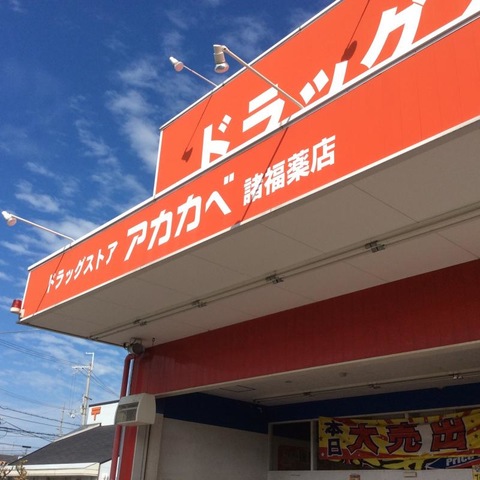 ドラッグ
ドラッグストア アカカベ 諸福薬店
本日
大売出